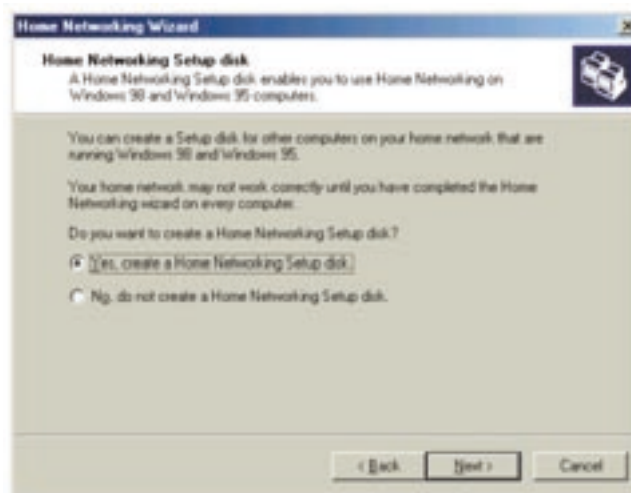 Home Networking Wizard
Home Networking Setup disk
A Home Networking Setup disk enables you to use Home Networking on
Windows 98 and Windows 95 computers.
You can create a Setup disk for other computers on your home network that are
running Windows 98 and Windows 95.
Your home network may not work correctly until you have completed the Home
Networking wizard on every computer.
Do you want to create a Home Networking Setup disk?
Yes, create a Home Networking Setup disk.
No, do not create a Home Networking Setup disk.
< Back Next > Cancel